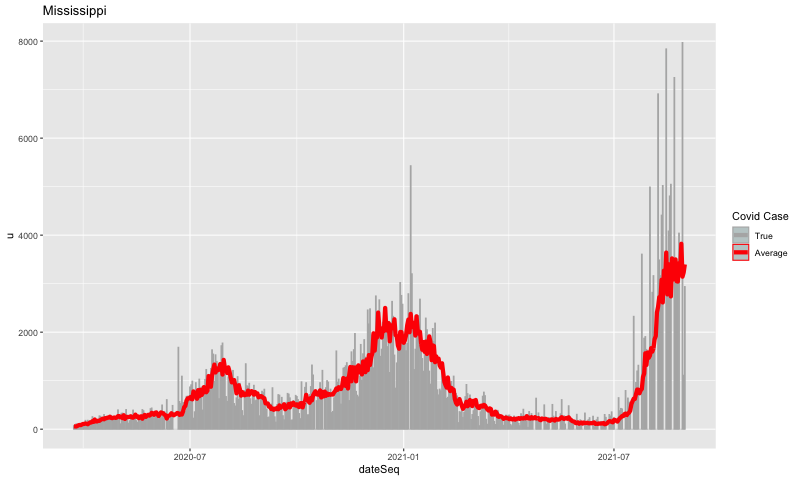 Mississippi
8000
6000
4000
2000
0
u
2020-07
2021-01
2021-07
dateSeq
Covid Case
True
Average